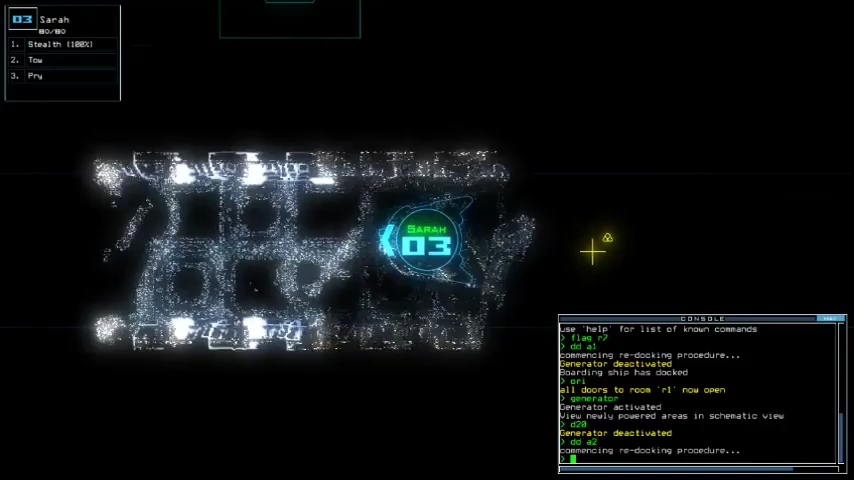 03 Sarah
80/80
1. Stealth (100%)
2. Tow
3. Pry
Sarah
03
CONSOLE
use 'help' for list of known commands
> flag r7
> dd a1
commencing re-docking procedure...
Generator deactivated
Boarding ship has docked
> ori
all doors to room 'r1' now open
> generator
Generator activated
View newly powered areas in schematic view
> d20
Generator deactivated
> dd a2
commencing re-docking procedure...
>